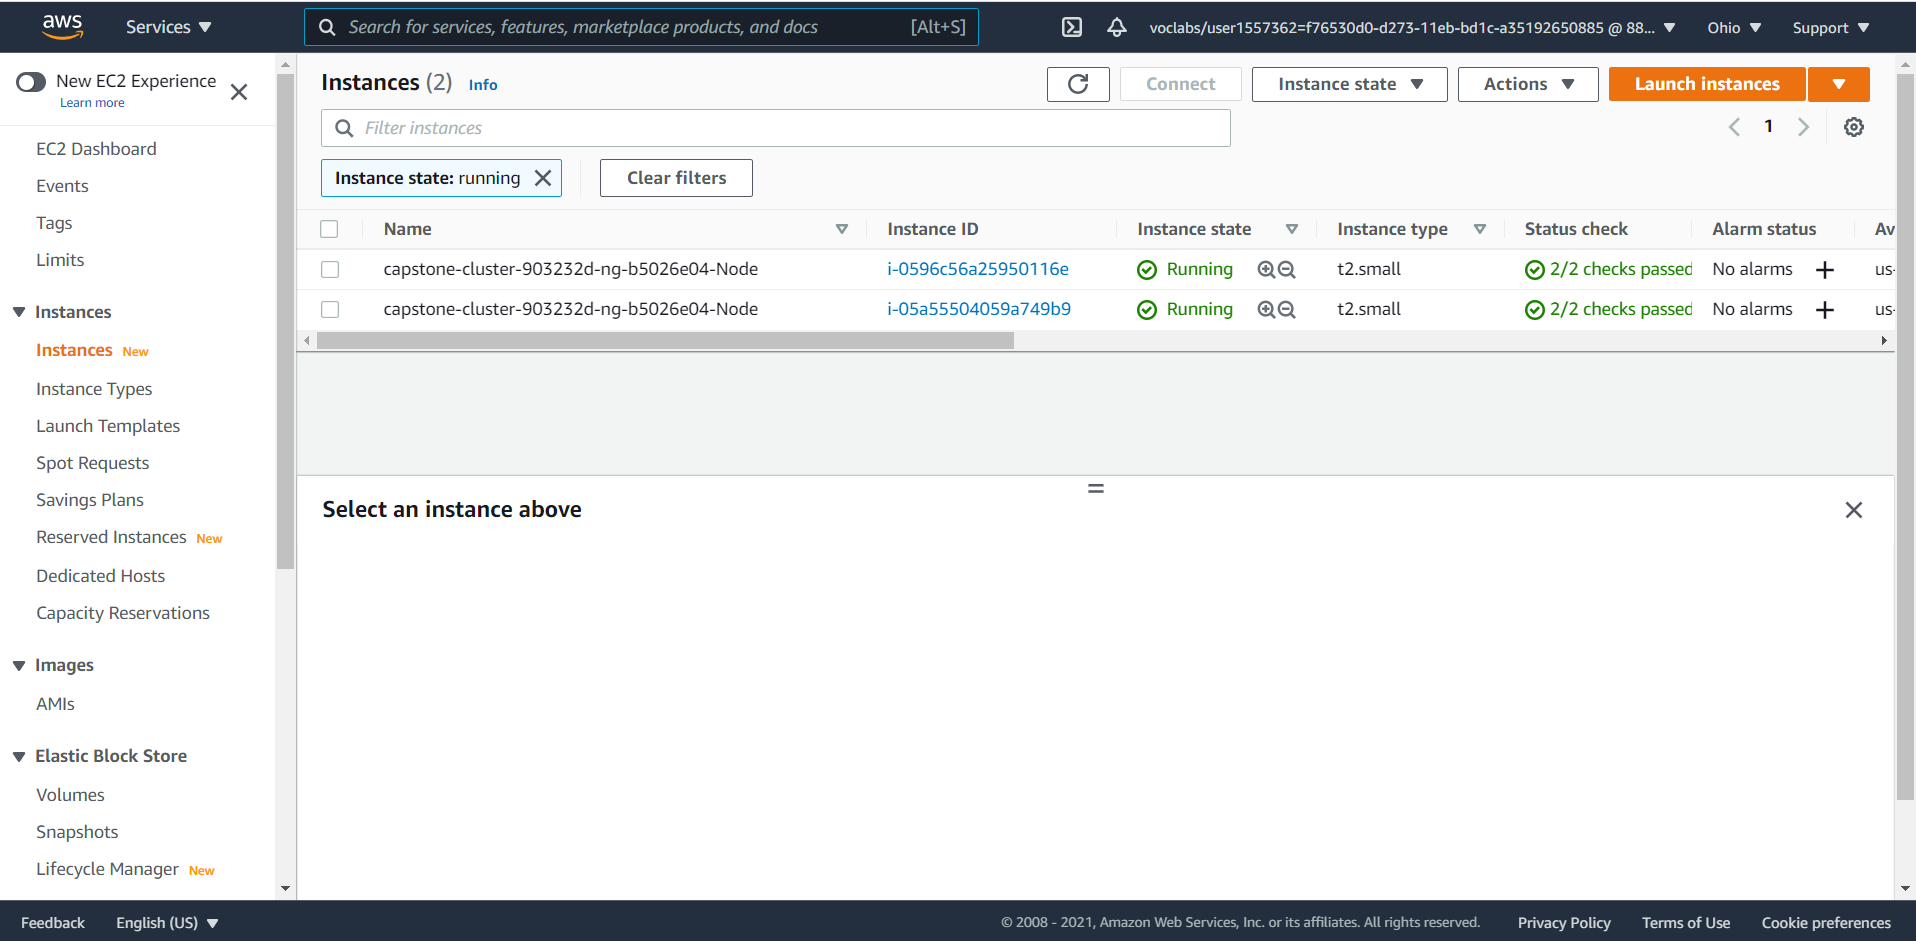 aws Services Search for services, features, marketplace products, and docs [Alt+S] voclabs/user1557362=f76530d0-d273-11eb-bd1c-a35192650885 @ 88... Ohio Support
New EC2 Experience
Learn more
EC2 Dashboard
Events
Tags
Limits
Instances
Instances New
Instance Types
Launch Templates
Spot Requests
Savings Plans
Reserved Instances New
Dedicated Hosts
Capacity Reservations
Images
AMIs
Elastic Block Store
Volumes
Snapshots
Lifecycle Manager New
Instances (2) Info Connect Instance state Actions Launch instances
Filter instances 1
Instance state: running Clear filters
Name Instance ID Instance state Instance type Status check Alarm status Av
capstone-cluster-903232d-ng-b5026e04-Node i-0596c56a25950116e Running t2.small 2/2 checks passed No alarms + us-
capstone-cluster-903232d-ng-b5026e04-Node i-05a55504059a749b9 Running t2.small 2/2 checks passed No alarms + us-
Select an instance above
Feedback English (US) © 2008 - 2021, Amazon Web Services, Inc. or its affiliates. All rights reserved. Privacy Policy Terms of Use Cookie preferences